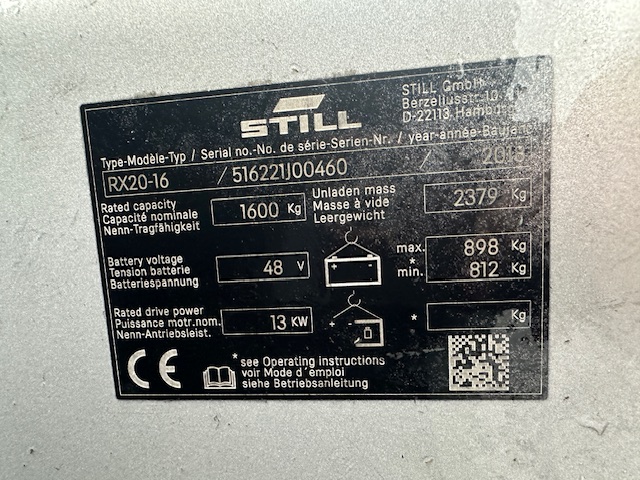 STILL
STILL GmbH
Berzeliusstr. 10
D-22113 Hamburg
Type-Modèle-Typ / Serial no.-No. de série-Serien-Nr. / year-année-Baujahr
RX20-16 / 516221J00460 / 2018
Rated capacity
Capacité nominale
Nenn-Tragfähigkeit
1600 Kg
Unladen mass
Masse à vide
Leergewicht
2379 Kg
Battery voltage
Tension batterie
Batteriespannung
48 V
+ -
max. 898 Kg
*
min. 812 Kg
Rated drive power
Puissance motr.nom.
Nenn-Antriebsleist.
13 KW
+
* Kg
CE
* see Operating instructions
voir Mode d'emploi
siehe Betriebsanleitung